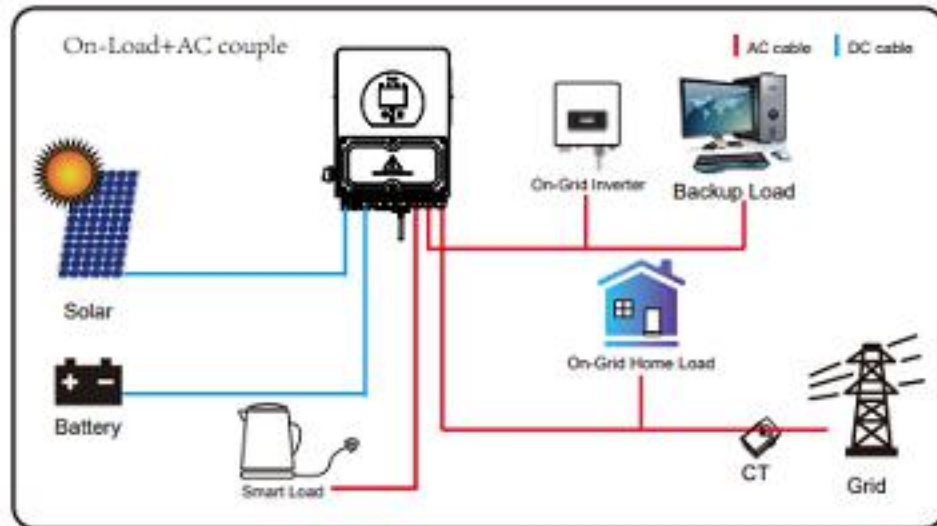 On-Load+AC couple
AC cable
DC cable
On-Grid Inverter
Backup Load
Solar
On-Grid Home Load
Battery
Smart Load
CT
Grid